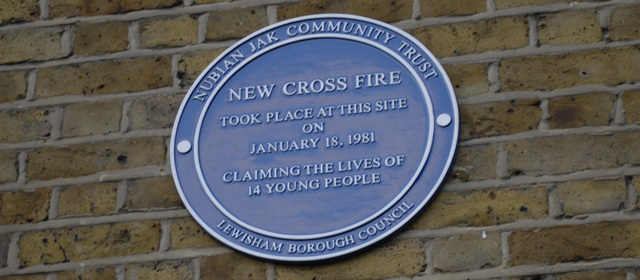 NUBIAN JAK COMMUNITY TRUST
NEW CROSS FIRE
TOOK PLACE AT THIS SITE
ON
JANUARY 18, 1981
CLAIMING THE LIVES OF
14 YOUNG PEOPLE
LEWISHAM BOROUGH COUNCIL